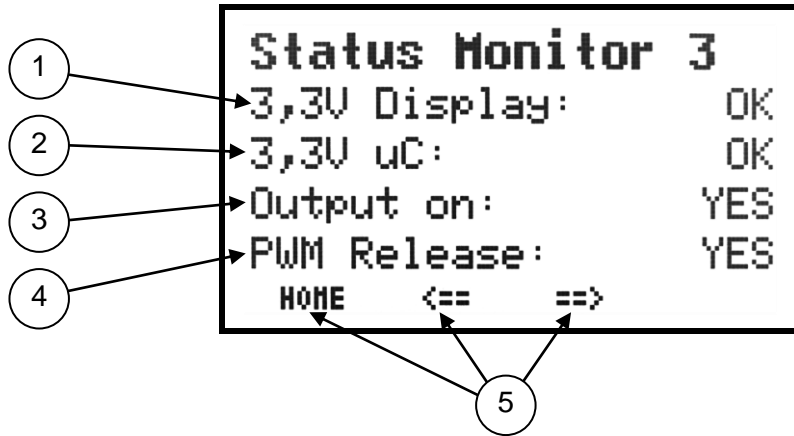 Status Monitor 3
1
3,3V Display: OK
2
3,3V uC: OK
3
Output on: YES
4
PWM Release: YES
HOME <== ==>
5